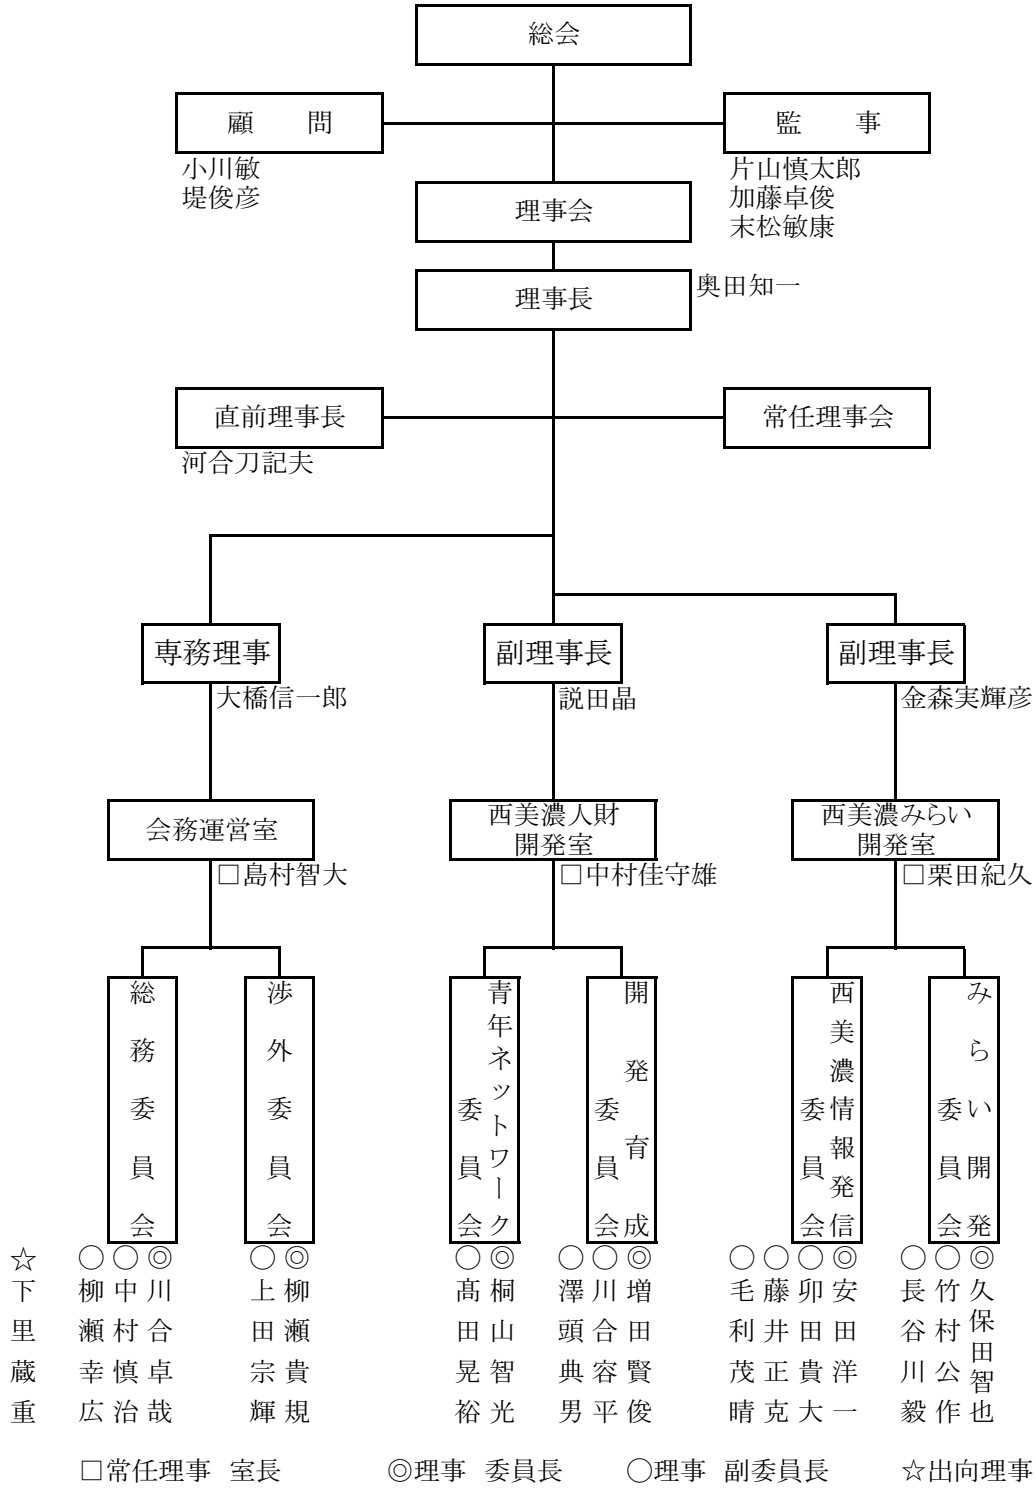 総会
顧　　問
小川敏
堤俊彦
監　　事
片山慎太郎
加藤卓俊
末松敏康
理事会
理事長
奥田知一
直前理事長
河合刀記夫
常任理事会
専務理事
大橋信一郎
副理事長
説田晶
副理事長
金森実輝彦
会務運営室
□島村智大
西美濃人財
開発室
□中村佳守雄
西美濃みらい
開発室
□栗田紀久
総務委員会
渉外委員会
青年ネットワーク
委員会
開発育成
委員会
西美濃情報発信
委員会
みらい開発
委員会
◎川合卓哉
○中村慎治
○柳瀬幸広
☆下里蔵重
◎柳瀬貴規
○上田宗輝
◎桐山智光
○髙田晃裕
◎増田賢俊
○川合容平
○澤頭典男
◎安田洋一
○卯田貴大
○藤井正克
○毛利茂晴
◎久保田智也
○竹村公作
○長谷川毅
□常任理事　室長
◎理事　委員長
○理事　副委員長
☆出向理事